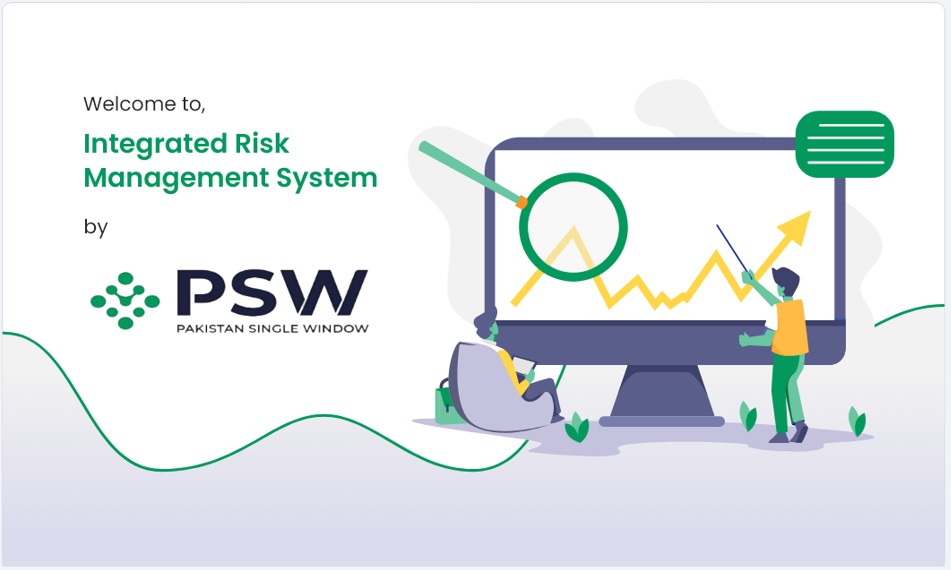 Welcome to,
Integrated Risk
Management System
by
PSW
PAKISTAN SINGLE WINDOW